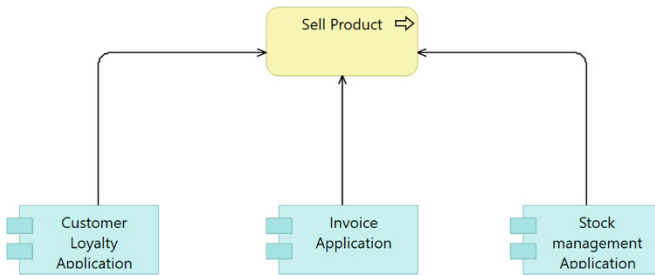 Sell Product
Customer
Loyalty
Application
Invoice
Application
Stock
management
Application